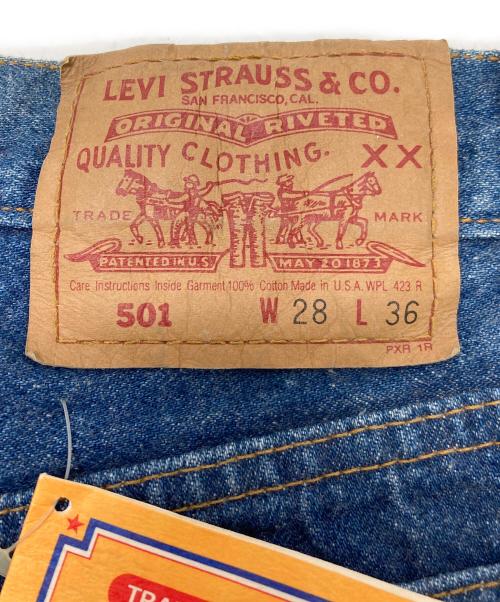 LEVI STRAUSS & CO.
SAN FRANCISCO, CAL.
ORIGINAL RIVETED
QUALITY CLOTHING. XX
TRADE MARK
PATENTED IN U.S. MAY 20 1873
Care Instructions Inside Garment 100% Cotton Made in U.S.A. WPL 423 R
501 W 28 L 36
PXR 1R